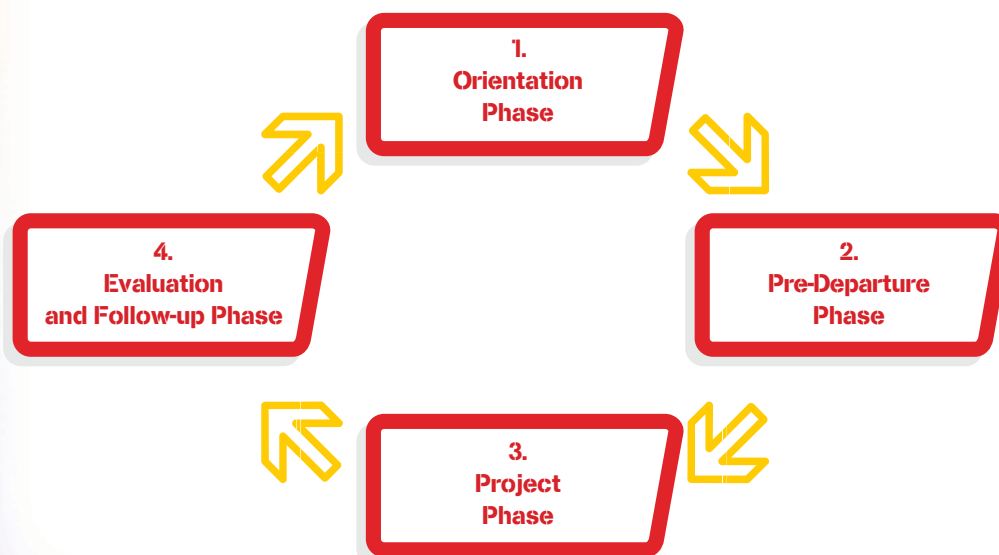 1.
Orientation
Phase
2.
Pre-Departure
Phase
3.
Project
Phase
4.
Evaluation
and Follow-up Phase